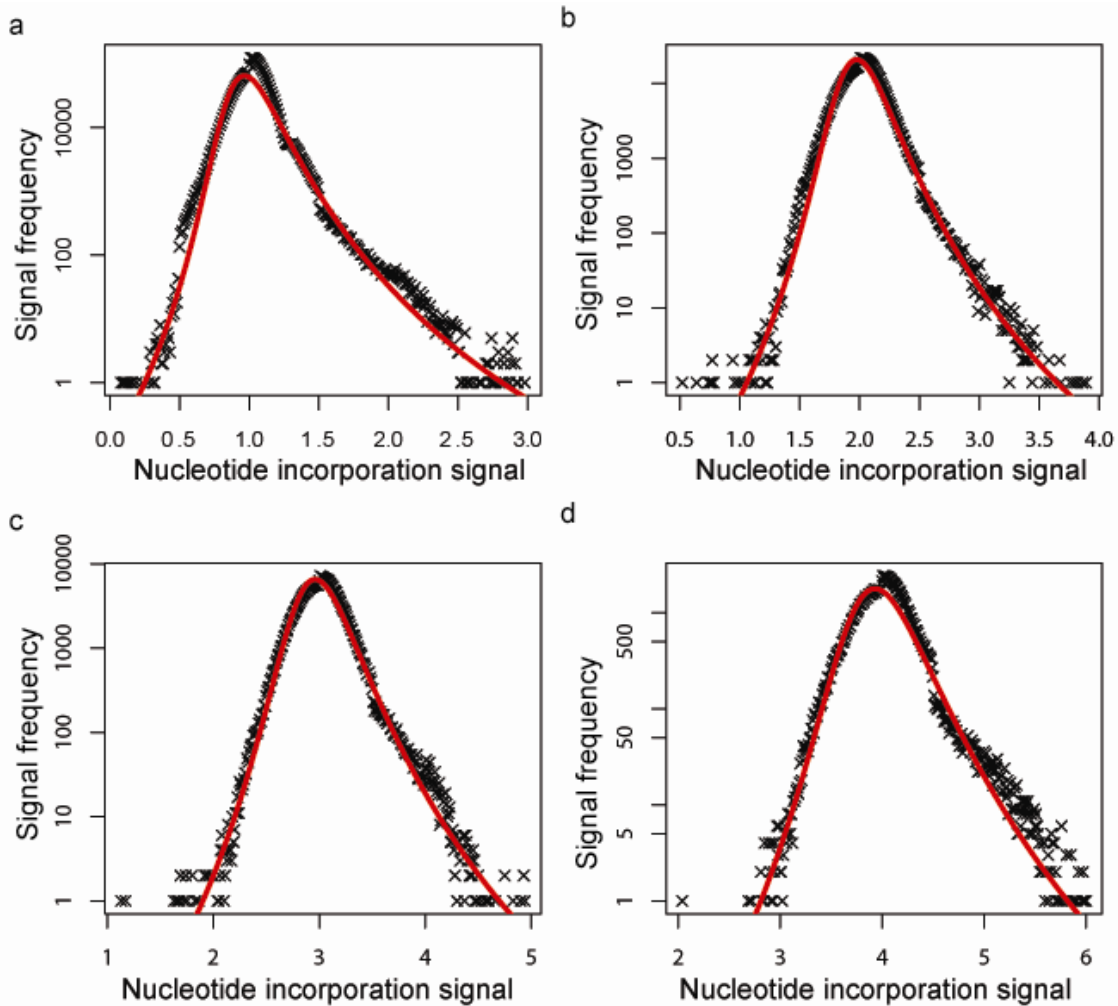 a
b
Signal frequency
10000
100
1
0.0 0.5 1.0 1.5 2.0 2.5 3.0
Nucleotide incorporation signal
Signal frequency
1000
100
10
1
0.5 1.0 1.5 2.0 2.5 3.0 3.5 4.0
Nucleotide incorporation signal
c
d
Signal frequency
10000
1000
100
10
1
1 2 3 4 5
Nucleotide incorporation signal
Signal frequency
500
50
5
1
2 3 4 5 6
Nucleotide incorporation signal